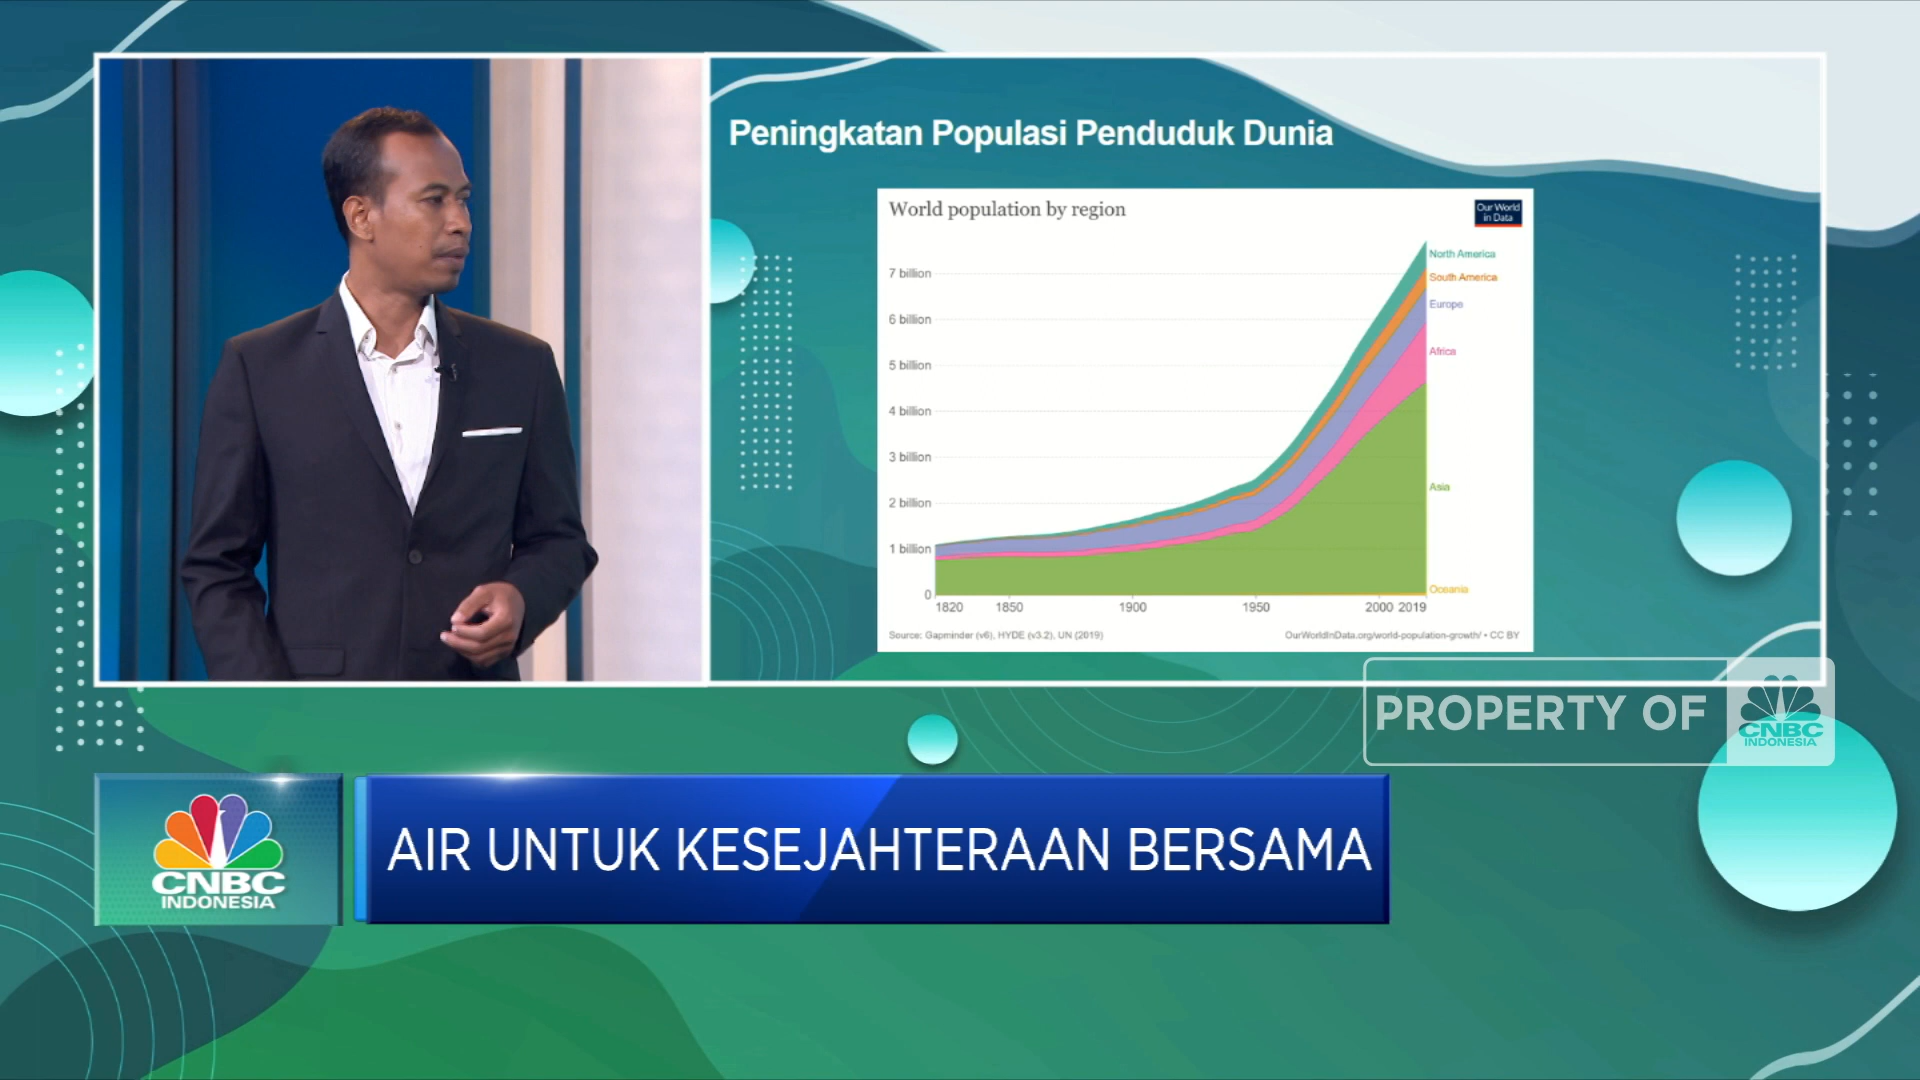 Peningkatan Populasi Penduduk Dunia
World population by region
Our World
in Data
7 billion
6 billion
5 billion
4 billion
3 billion
2 billion
1 billion
0
North America
South America
Europe
Africa
Asia
Oceania
1820 1850 1900 1950 2000 2019
Source: Gapminder (v6), HYDE (v3.2), UN (2019)
OurWorldInData.org/world-population-growth/ • CC BY
PROPERTY OF
CNBC
INDONESIA
CNBC
INDONESIA
AIR UNTUK KESEJAHTERAAN BERSAMA